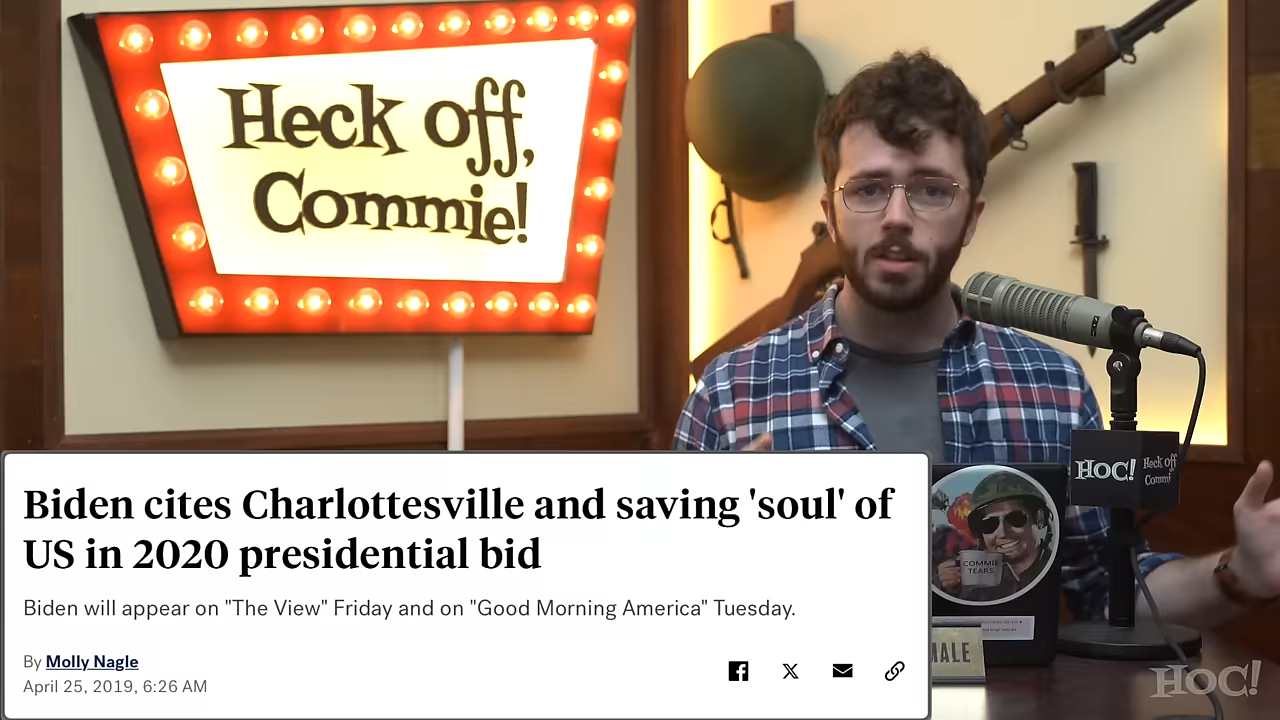 Heck off,
Commie!
HOC!
Heck off
Commi
COMMIE
TEARS
MALE
HOC!
Biden cites Charlottesville and saving 'soul' of
US in 2020 presidential bid
Biden will appear on "The View" Friday and on "Good Morning America" Tuesday.
By Molly Nagle
April 25, 2019, 6:26 AM